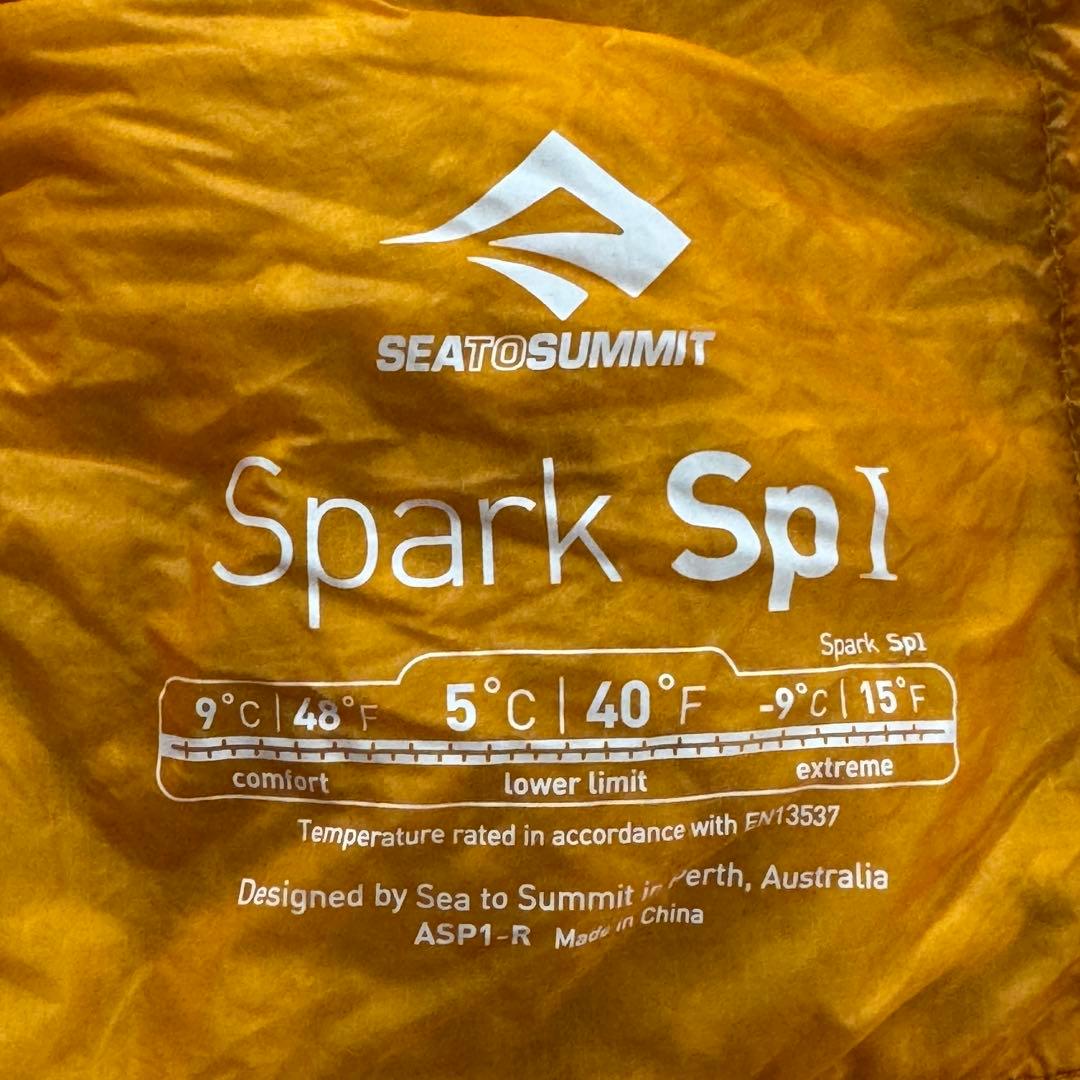 SEATOSUMMIT
Spark SpI
Spark SpI
9°C | 48°F 5°C | 40°F -9°C | 15°F
comfort lower limit extreme
Temperature rated in accordance with EN13537
Designed by Sea to Summit in Perth, Australia
ASP1-R Made in China